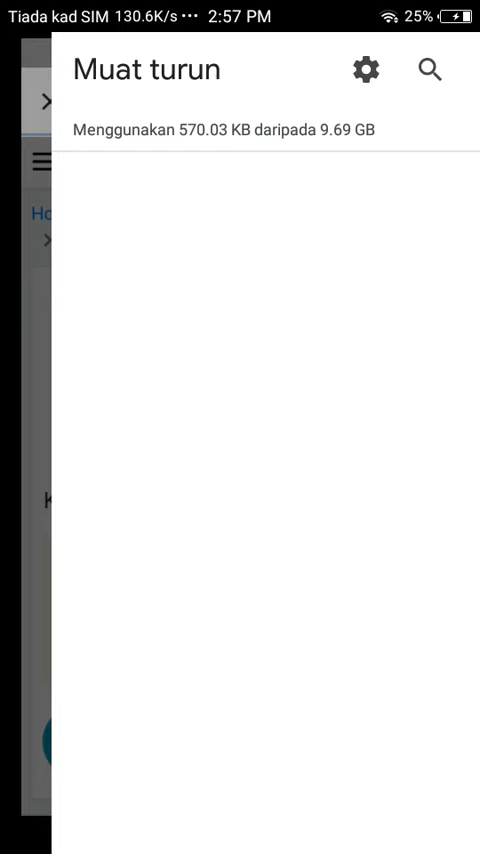 Tiada kad SIM 130.6K/s ··· 2:57 PM 25%
Muat turun
Menggunakan 570.03 KB daripada 9.69 GB
Ho
K